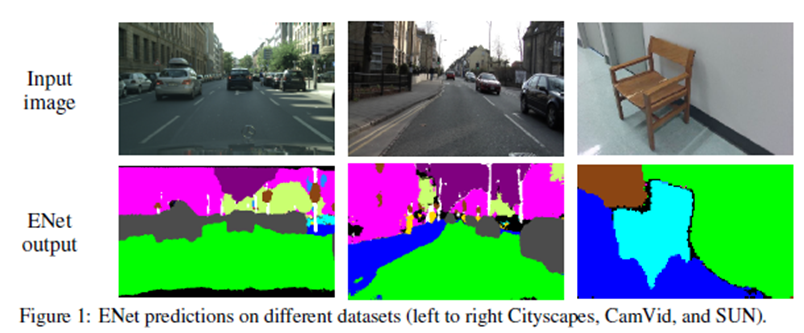 Input
image
ENet
output
Figure 1: ENet predictions on different datasets (left to right Cityscapes, CamVid, and SUN).